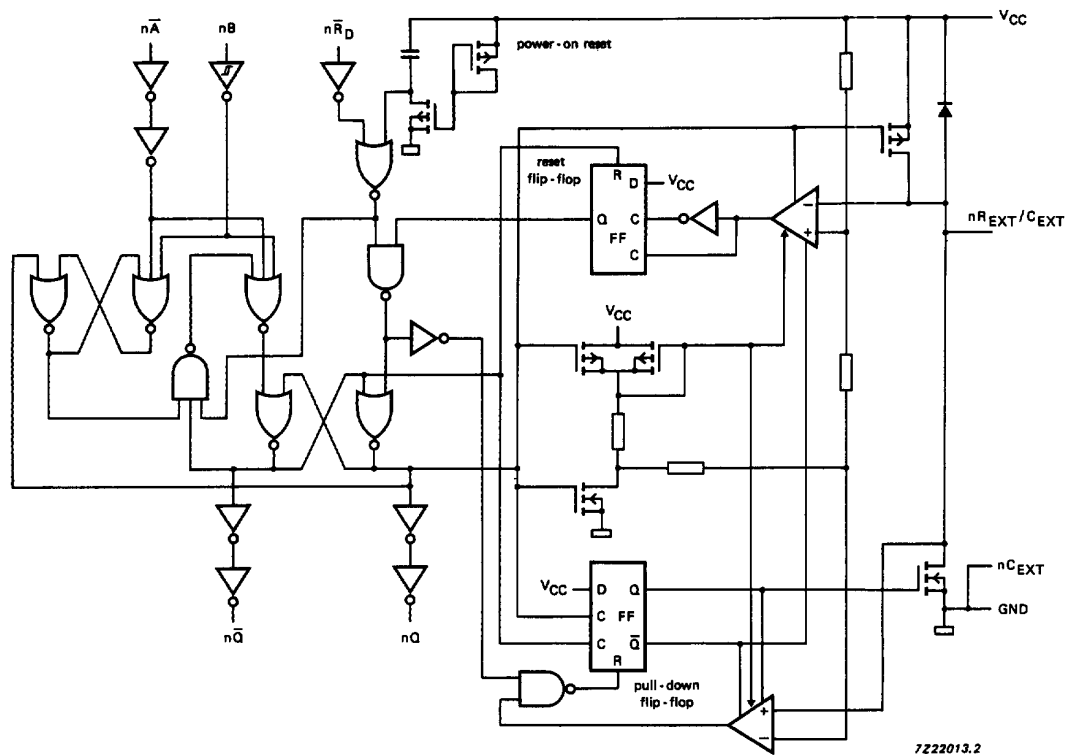 nA̅
nB
nR̅D
VCC
power-on reset
reset
flip-flop
R
D
VCC
Q
C
FF
C
−
+
nREXT/CEXT
VCC
nCEXT
GND
VCC
D
Q
C
FF
C
Q̅
R
pull-down
flip-flop
+
−
nQ̅
nQ
7Z22013.2